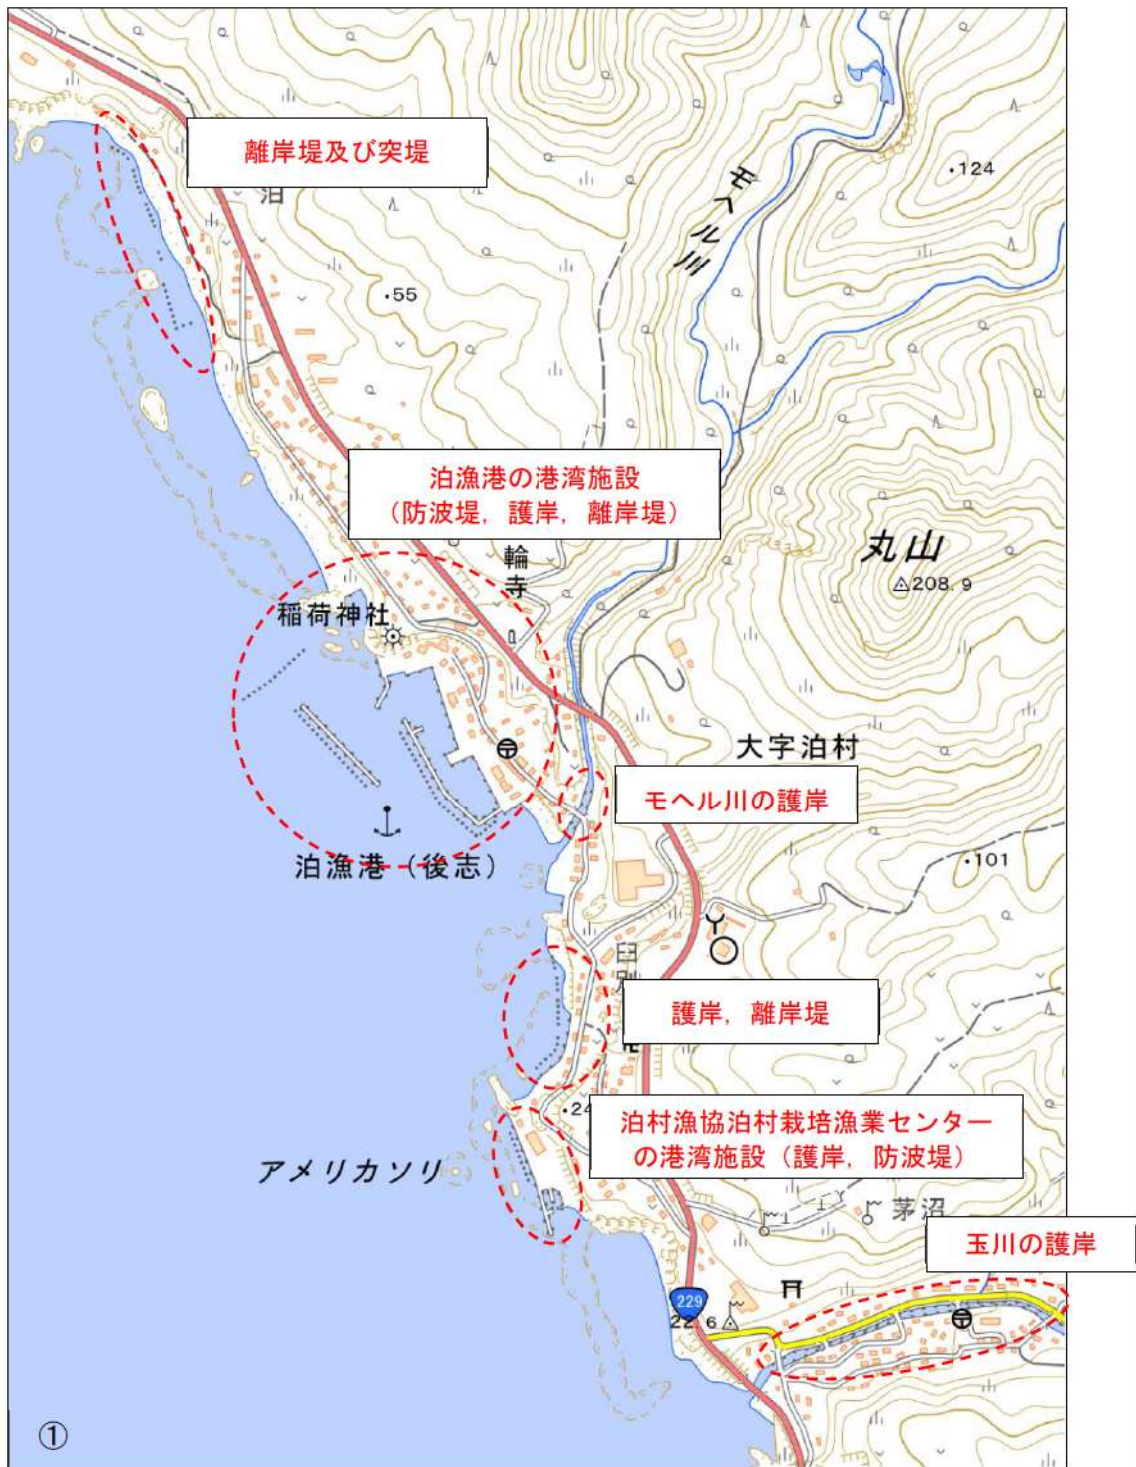 離岸堤及び突堤
泊
モヘル川
・124
・55
泊漁港の港湾施設
(防波堤，護岸，離岸堤)
輪寺
丸山
208.9
稲荷神社
大字泊村
モヘル川の護岸
泊漁港（後志）
・101
臼別
護岸，離岸堤
・24
泊村漁協泊村栽培漁業センター
の港湾施設（護岸，防波堤）
アメリカソリ
茅沼
玉川の護岸
229
22.6
①